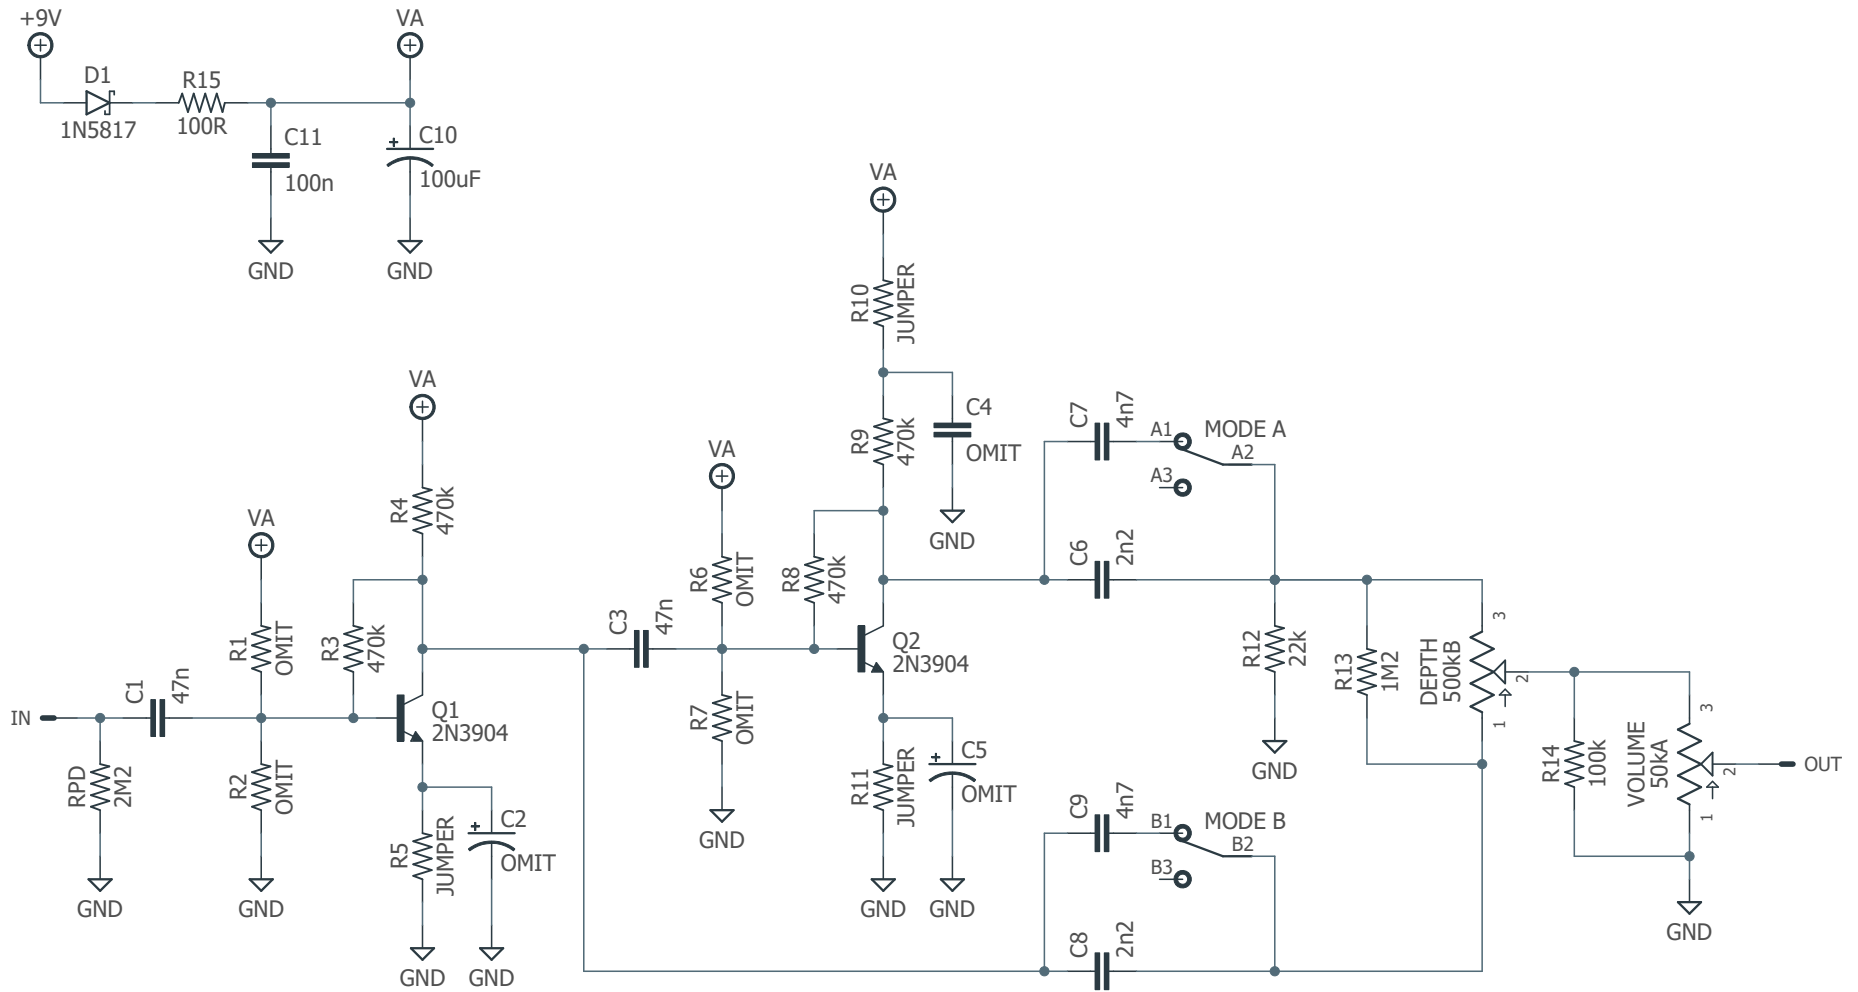 +9V
VA
D1
1N5817
R15
100R
C11
100n
C10
100uF
GND
GND
VA
R10
JUMPER
R9
470k
C4
OMIT
GND
C7
4n7
A1
MODE A
A2
A3
C6
2n2
VA
R4
470k
VA
R6
OMIT
R8
470k
VA
R1
OMIT
R3
470k
C3
47n
Q2
2N3904
R12
22k
R13
1M2
DEPTH
500kB
3
2
1
IN
C1
47n
Q1
2N3904
R7
OMIT
GND
GND
R14
100k
VOLUME
50kA
3
2
1
OUT
RPD
2M2
R2
OMIT
R5
JUMPER
C2
OMIT
R11
JUMPER
C5
OMIT
C9
4n7
B1
MODE B
B2
B3
GND
GND
GND
GND
GND
GND
GND
C8
2n2